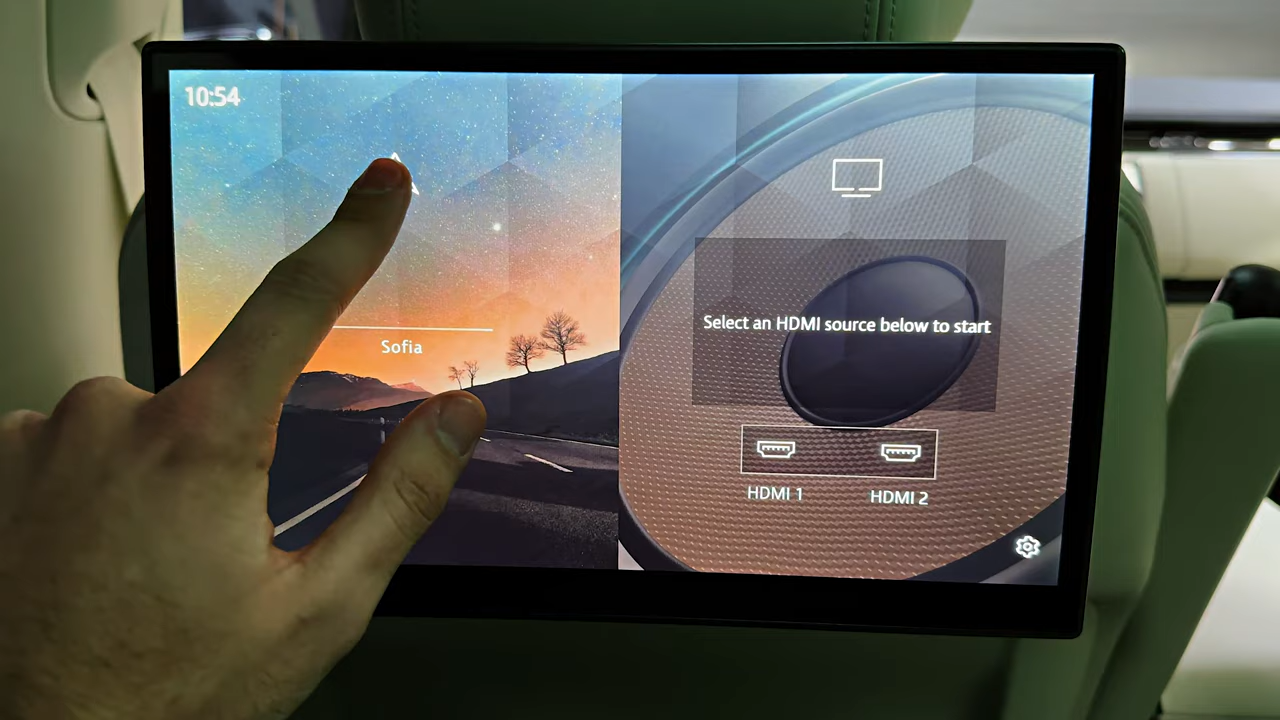 10:54
Sofia
Select an HDMI source below to start
HDMI 1
HDMI 2